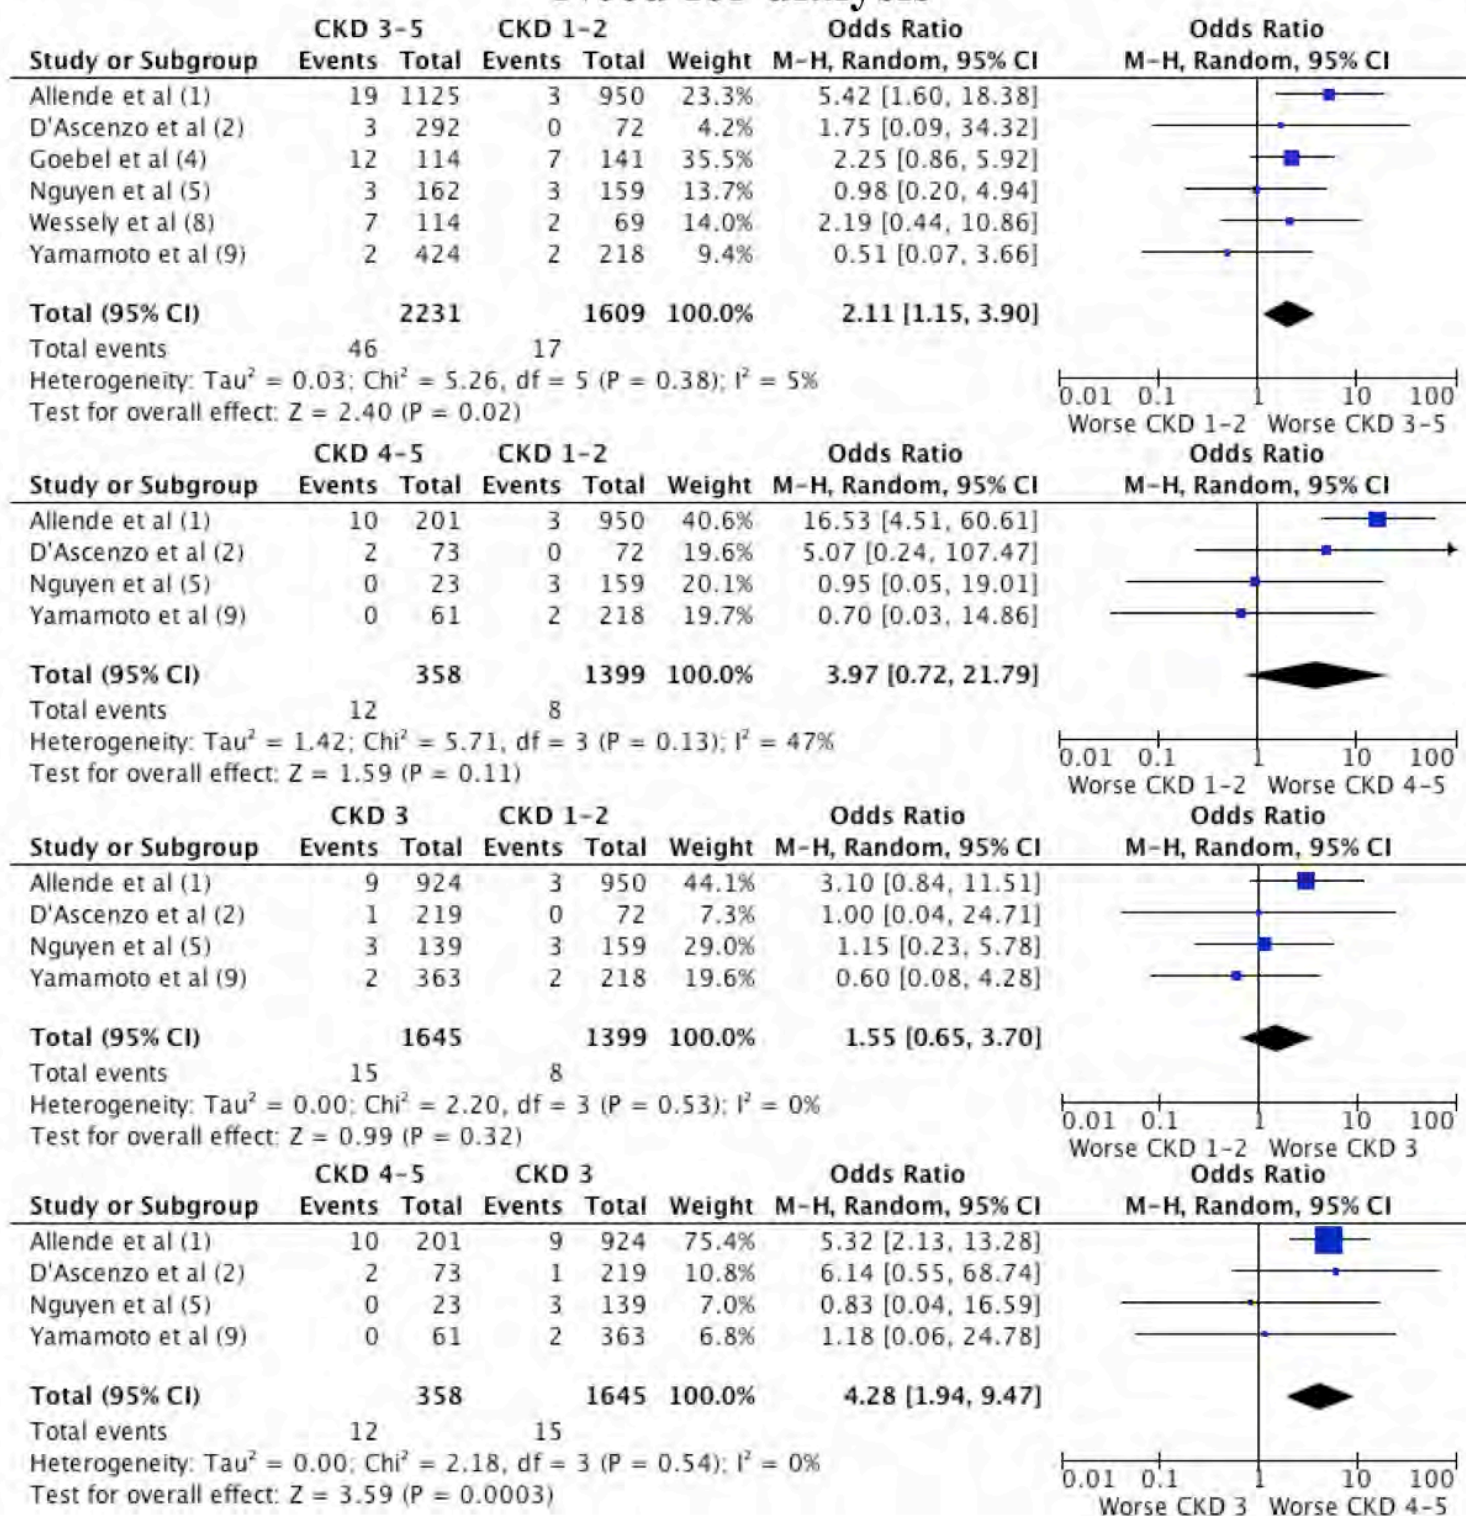 Need for dialysis
CKD 3-5 CKD 1-2 Odds Ratio Odds Ratio
Study or Subgroup Events Total Events Total Weight M-H, Random, 95% CI M-H, Random, 95% CI
Allende et al (1) 19 1125 3 950 23.3% 5.42 [1.60, 18.38]
D'Ascenzo et al (2) 3 292 0 72 4.2% 1.75 [0.09, 34.32]
Goebel et al (4) 12 114 7 141 35.5% 2.25 [0.86, 5.92]
Nguyen et al (5) 3 162 3 159 13.7% 0.98 [0.20, 4.94]
Wessely et al (8) 7 114 2 69 14.0% 2.19 [0.44, 10.86]
Yamamoto et al (9) 2 424 2 218 9.4% 0.51 [0.07, 3.66]
Total (95% CI) 2231 1609 100.0% 2.11 [1.15, 3.90]
Total events 46 17
Heterogeneity: Tau² = 0.03; Chi² = 5.26, df = 5 (P = 0.38); I² = 5%
Test for overall effect: Z = 2.40 (P = 0.02)
0.01 0.1 1 10 100
Worse CKD 1-2 Worse CKD 3-5
CKD 4-5 CKD 1-2 Odds Ratio Odds Ratio
Study or Subgroup Events Total Events Total Weight M-H, Random, 95% CI M-H, Random, 95% CI
Allende et al (1) 10 201 3 950 40.6% 16.53 [4.51, 60.61]
D'Ascenzo et al (2) 2 73 0 72 19.6% 5.07 [0.24, 107.47]
Nguyen et al (5) 0 23 3 159 20.1% 0.95 [0.05, 19.01]
Yamamoto et al (9) 0 61 2 218 19.7% 0.70 [0.03, 14.86]
Total (95% CI) 358 1399 100.0% 3.97 [0.72, 21.79]
Total events 12 8
Heterogeneity: Tau² = 1.42; Chi² = 5.71, df = 3 (P = 0.13); I² = 47%
Test for overall effect: Z = 1.59 (P = 0.11)
0.01 0.1 1 10 100
Worse CKD 1-2 Worse CKD 4-5
CKD 3 CKD 1-2 Odds Ratio Odds Ratio
Study or Subgroup Events Total Events Total Weight M-H, Random, 95% CI M-H, Random, 95% CI
Allende et al (1) 9 924 3 950 44.1% 3.10 [0.84, 11.51]
D'Ascenzo et al (2) 1 219 0 72 7.3% 1.00 [0.04, 24.71]
Nguyen et al (5) 3 139 3 159 29.0% 1.15 [0.23, 5.78]
Yamamoto et al (9) 2 363 2 218 19.6% 0.60 [0.08, 4.28]
Total (95% CI) 1645 1399 100.0% 1.55 [0.65, 3.70]
Total events 15 8
Heterogeneity: Tau² = 0.00; Chi² = 2.20, df = 3 (P = 0.53); I² = 0%
Test for overall effect: Z = 0.99 (P = 0.32)
0.01 0.1 1 10 100
Worse CKD 1-2 Worse CKD 3
CKD 4-5 CKD 3 Odds Ratio Odds Ratio
Study or Subgroup Events Total Events Total Weight M-H, Random, 95% CI M-H, Random, 95% CI
Allende et al (1) 10 201 9 924 75.4% 5.32 [2.13, 13.28]
D'Ascenzo et al (2) 2 73 1 219 10.8% 6.14 [0.55, 68.74]
Nguyen et al (5) 0 23 3 139 7.0% 0.83 [0.04, 16.59]
Yamamoto et al (9) 0 61 2 363 6.8% 1.18 [0.06, 24.78]
Total (95% CI) 358 1645 100.0% 4.28 [1.94, 9.47]
Total events 12 15
Heterogeneity: Tau² = 0.00; Chi² = 2.18, df = 3 (P = 0.54); I² = 0%
Test for overall effect: Z = 3.59 (P = 0.0003)
0.01 0.1 1 10 100
Worse CKD 3 Worse CKD 4-5